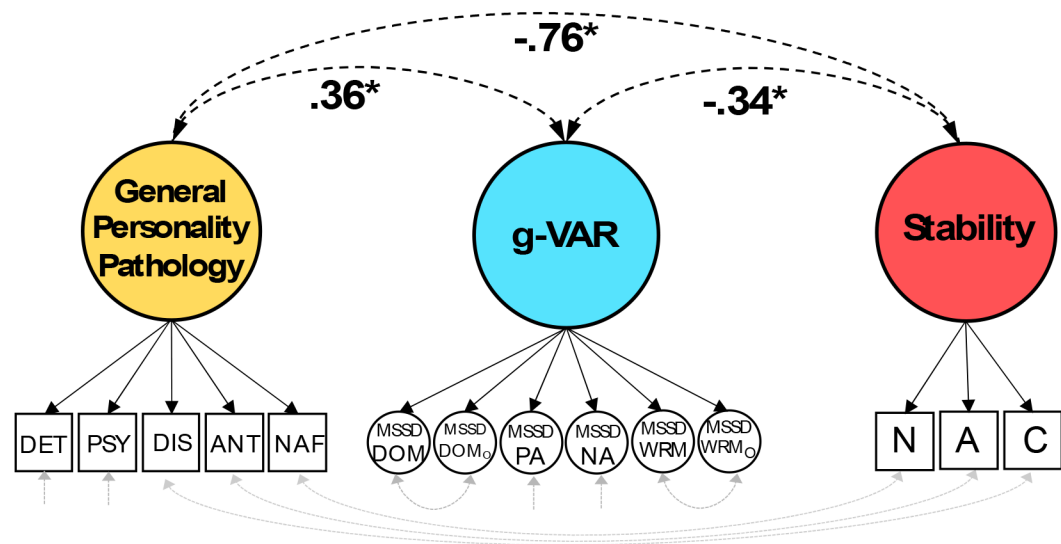 -.76*
.36*
-.34*
General
Personality
Pathology
g-VAR
Stability
DET
PSY
DIS
ANT
NAF
MSSD
DOM
MSSD
DOMO
MSSD
PA
MSSD
NA
MSSD
WRM
MSSD
WRMO
N
A
C